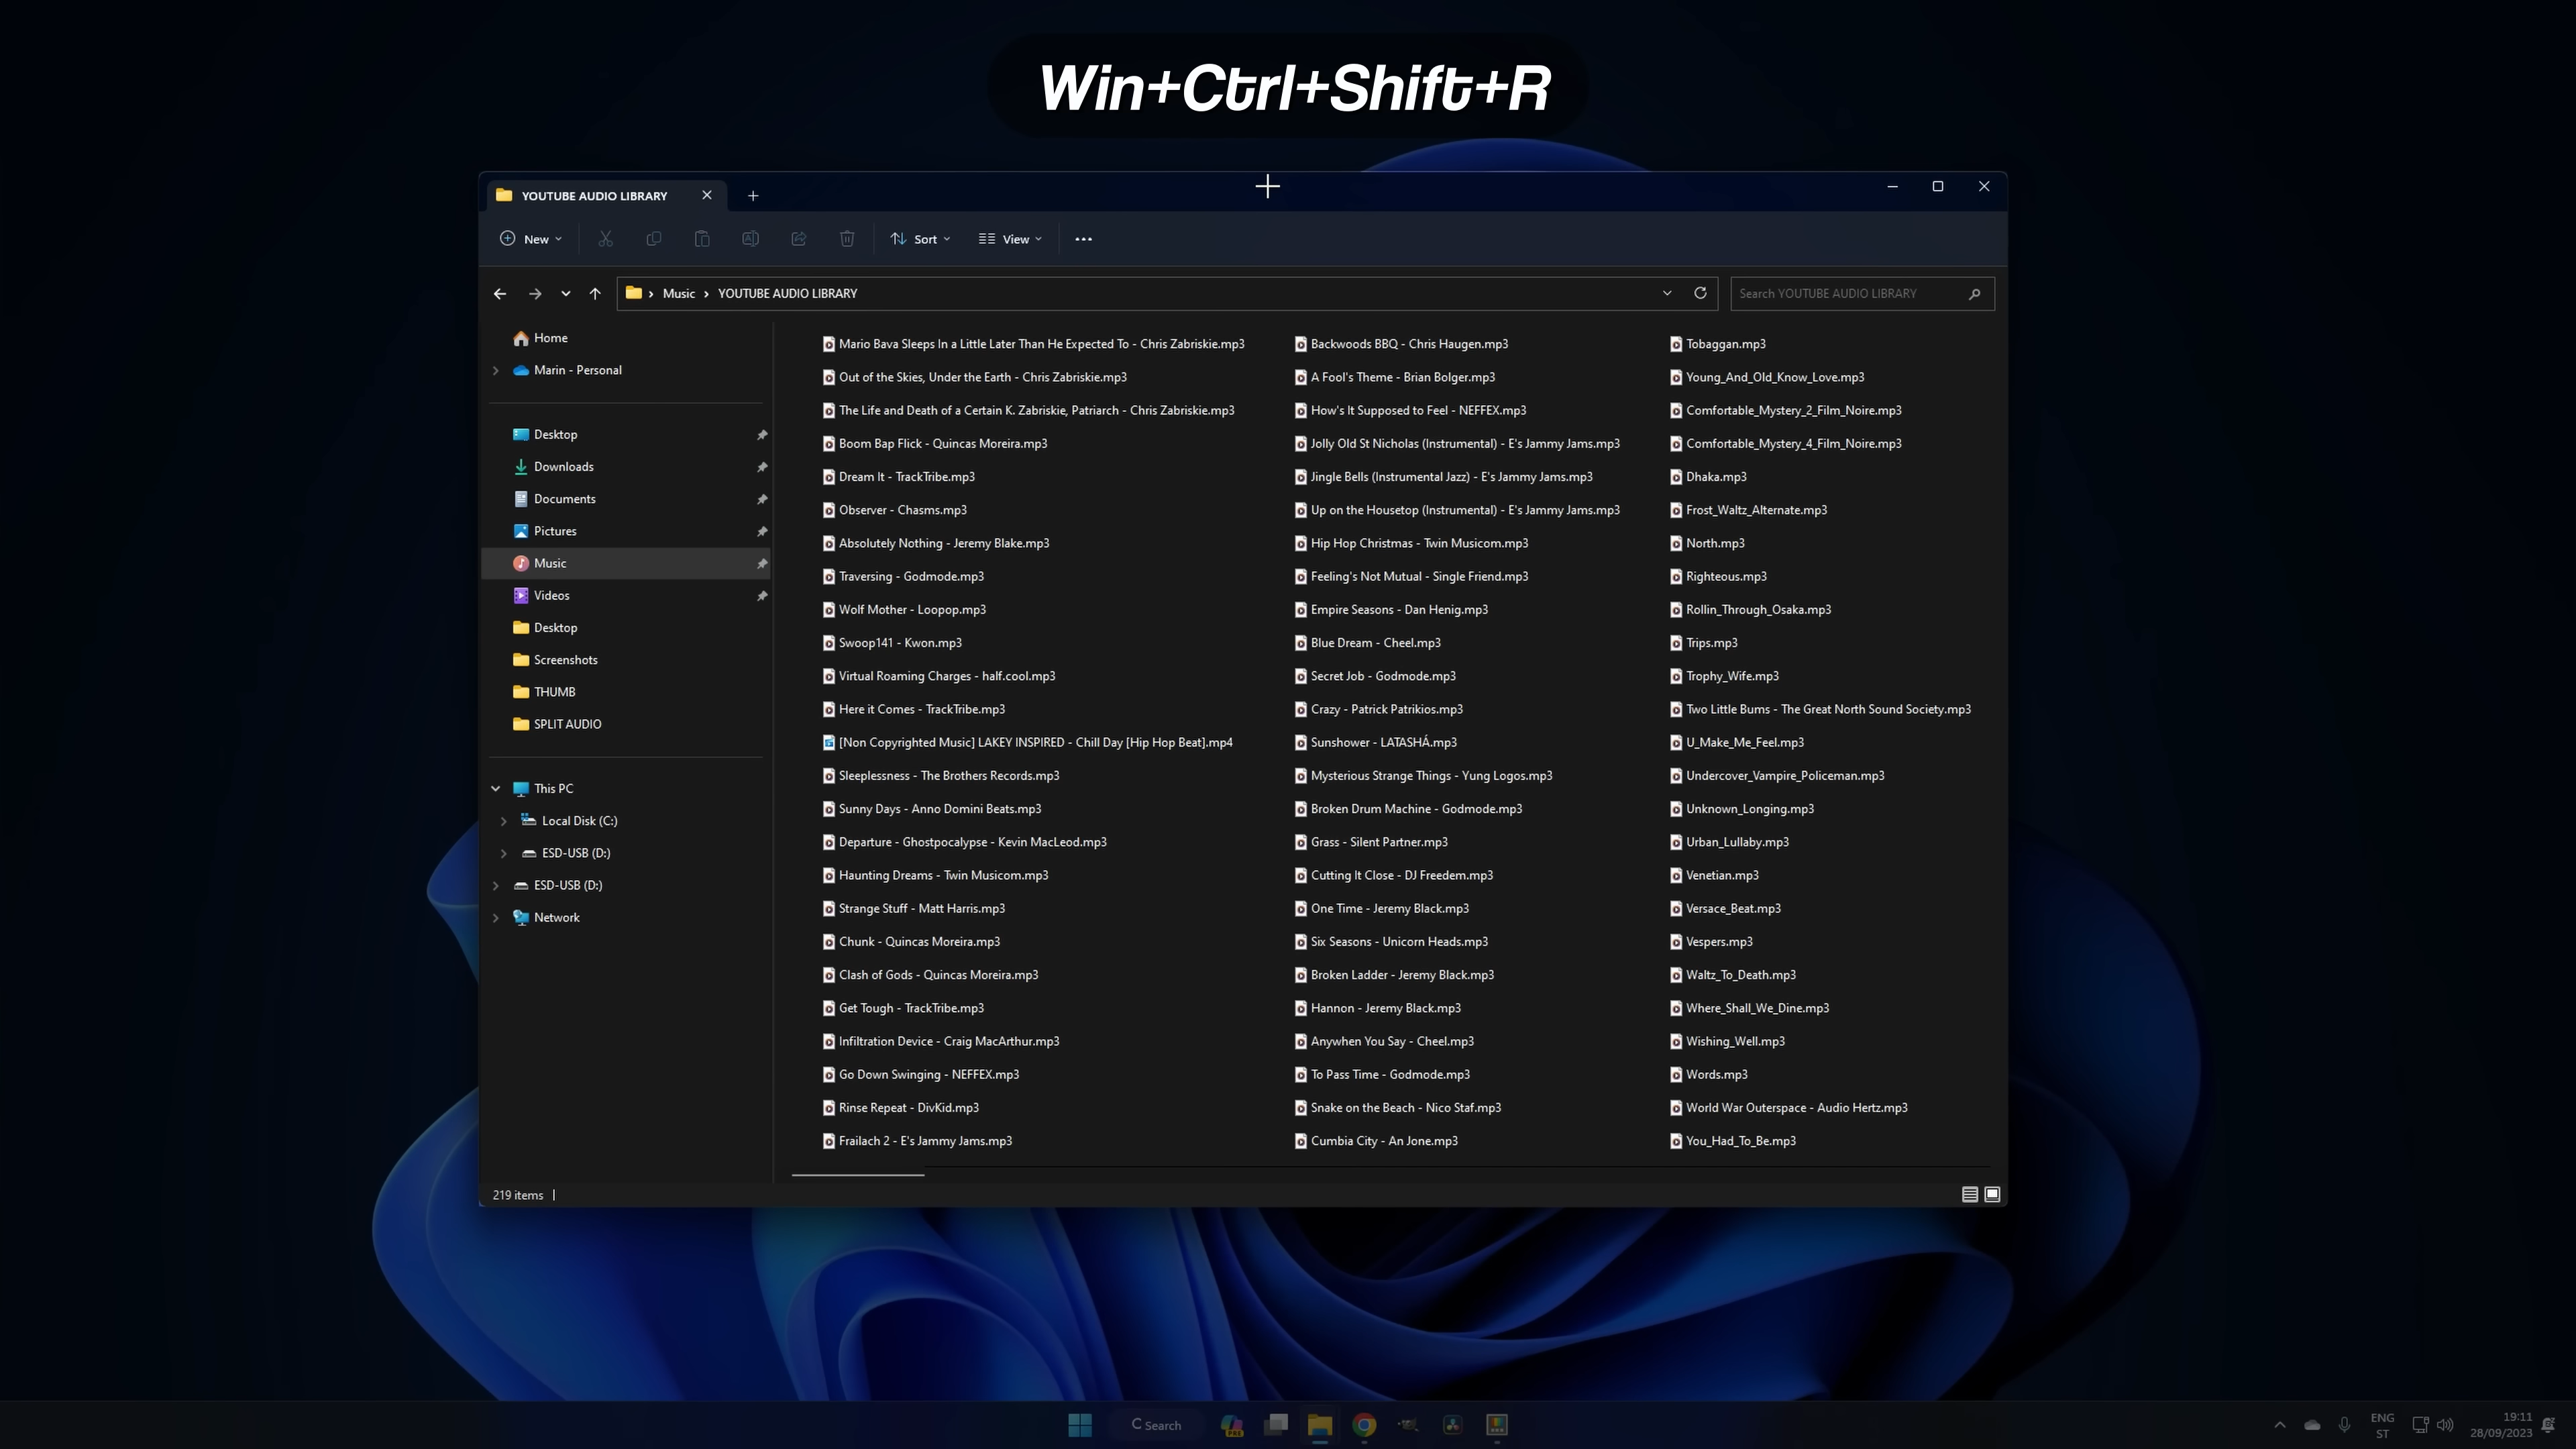 Win+Ctrl+Shift+R
YOUTUBE AUDIO LIBRARY
New
Sort
View
Music
YOUTUBE AUDIO LIBRARY
Search YOUTUBE AUDIO LIBRARY
Home
Marin - Personal
Desktop
Downloads
Documents
Pictures
Music
Videos
Desktop
Screenshots
THUMB
SPLIT AUDIO
This PC
Local Disk (C:)
ESD-USB (D:)
ESD-USB (D:)
Network
Mario Bava Sleeps In a Little Later Than He Expected To - Chris Zabriskie.mp3
Out of the Skies, Under the Earth - Chris Zabriskie.mp3
The Life and Death of a Certain K. Zabriskie, Patriarch - Chris Zabriskie.mp3
Boom Bap Flick - Quincas Moreira.mp3
Dream It - TrackTribe.mp3
Observer - Chasms.mp3
Absolutely Nothing - Jeremy Blake.mp3
Traversing - Godmode.mp3
Wolf Mother - Loopop.mp3
Swoop141 - Kwon.mp3
Virtual Roaming Charges - half.cool.mp3
Here it Comes - TrackTribe.mp3
[Non Copyrighted Music] LAKEY INSPIRED - Chill Day [Hip Hop Beat].mp4
Sleeplessness - The Brothers Records.mp3
Sunny Days - Anno Domini Beats.mp3
Departure - Ghostpocalypse - Kevin MacLeod.mp3
Haunting Dreams - Twin Musicom.mp3
Strange Stuff - Matt Harris.mp3
Chunk - Quincas Moreira.mp3
Clash of Gods - Quincas Moreira.mp3
Get Tough - TrackTribe.mp3
Infiltration Device - Craig MacArthur.mp3
Go Down Swinging - NEFFEX.mp3
Rinse Repeat - DivKid.mp3
Frailach 2 - E's Jammy Jams.mp3
Backwoods BBQ - Chris Haugen.mp3
A Fool's Theme - Brian Bolger.mp3
How's It Supposed to Feel - NEFFEX.mp3
Jolly Old St Nicholas (Instrumental) - E's Jammy Jams.mp3
Jingle Bells (Instrumental Jazz) - E's Jammy Jams.mp3
Up on the Housetop (Instrumental) - E's Jammy Jams.mp3
Hip Hop Christmas - Twin Musicom.mp3
Feeling's Not Mutual - Single Friend.mp3
Empire Seasons - Dan Henig.mp3
Blue Dream - Cheel.mp3
Secret Job - Godmode.mp3
Crazy - Patrick Patrikios.mp3
Sunshower - LATASHÁ.mp3
Mysterious Strange Things - Yung Logos.mp3
Broken Drum Machine - Godmode.mp3
Grass - Silent Partner.mp3
Cutting It Close - DJ Freedem.mp3
One Time - Jeremy Black.mp3
Six Seasons - Unicorn Heads.mp3
Broken Ladder - Jeremy Black.mp3
Hannon - Jeremy Black.mp3
Anywhen You Say - Cheel.mp3
To Pass Time - Godmode.mp3
Snake on the Beach - Nico Staf.mp3
Cumbia City - An Jone.mp3
Tobaggan.mp3
Young_And_Old_Know_Love.mp3
Comfortable_Mystery_2_Film_Noire.mp3
Comfortable_Mystery_4_Film_Noire.mp3
Dhaka.mp3
Frost_Waltz_Alternate.mp3
North.mp3
Righteous.mp3
Rollin_Through_Osaka.mp3
Trips.mp3
Trophy_Wife.mp3
Two Little Bums - The Great North Sound Society.mp3
U_Make_Me_Feel.mp3
Undercover_Vampire_Policeman.mp3
Unknown_Longing.mp3
Urban_Lullaby.mp3
Venetian.mp3
Versace_Beat.mp3
Vespers.mp3
Waltz_To_Death.mp3
Where_Shall_We_Dine.mp3
Wishing_Well.mp3
Words.mp3
World War Outerspace - Audio Hertz.mp3
You_Had_To_Be.mp3
219 items
Search
PRE
ENG
ST
19:11
28/09/2023